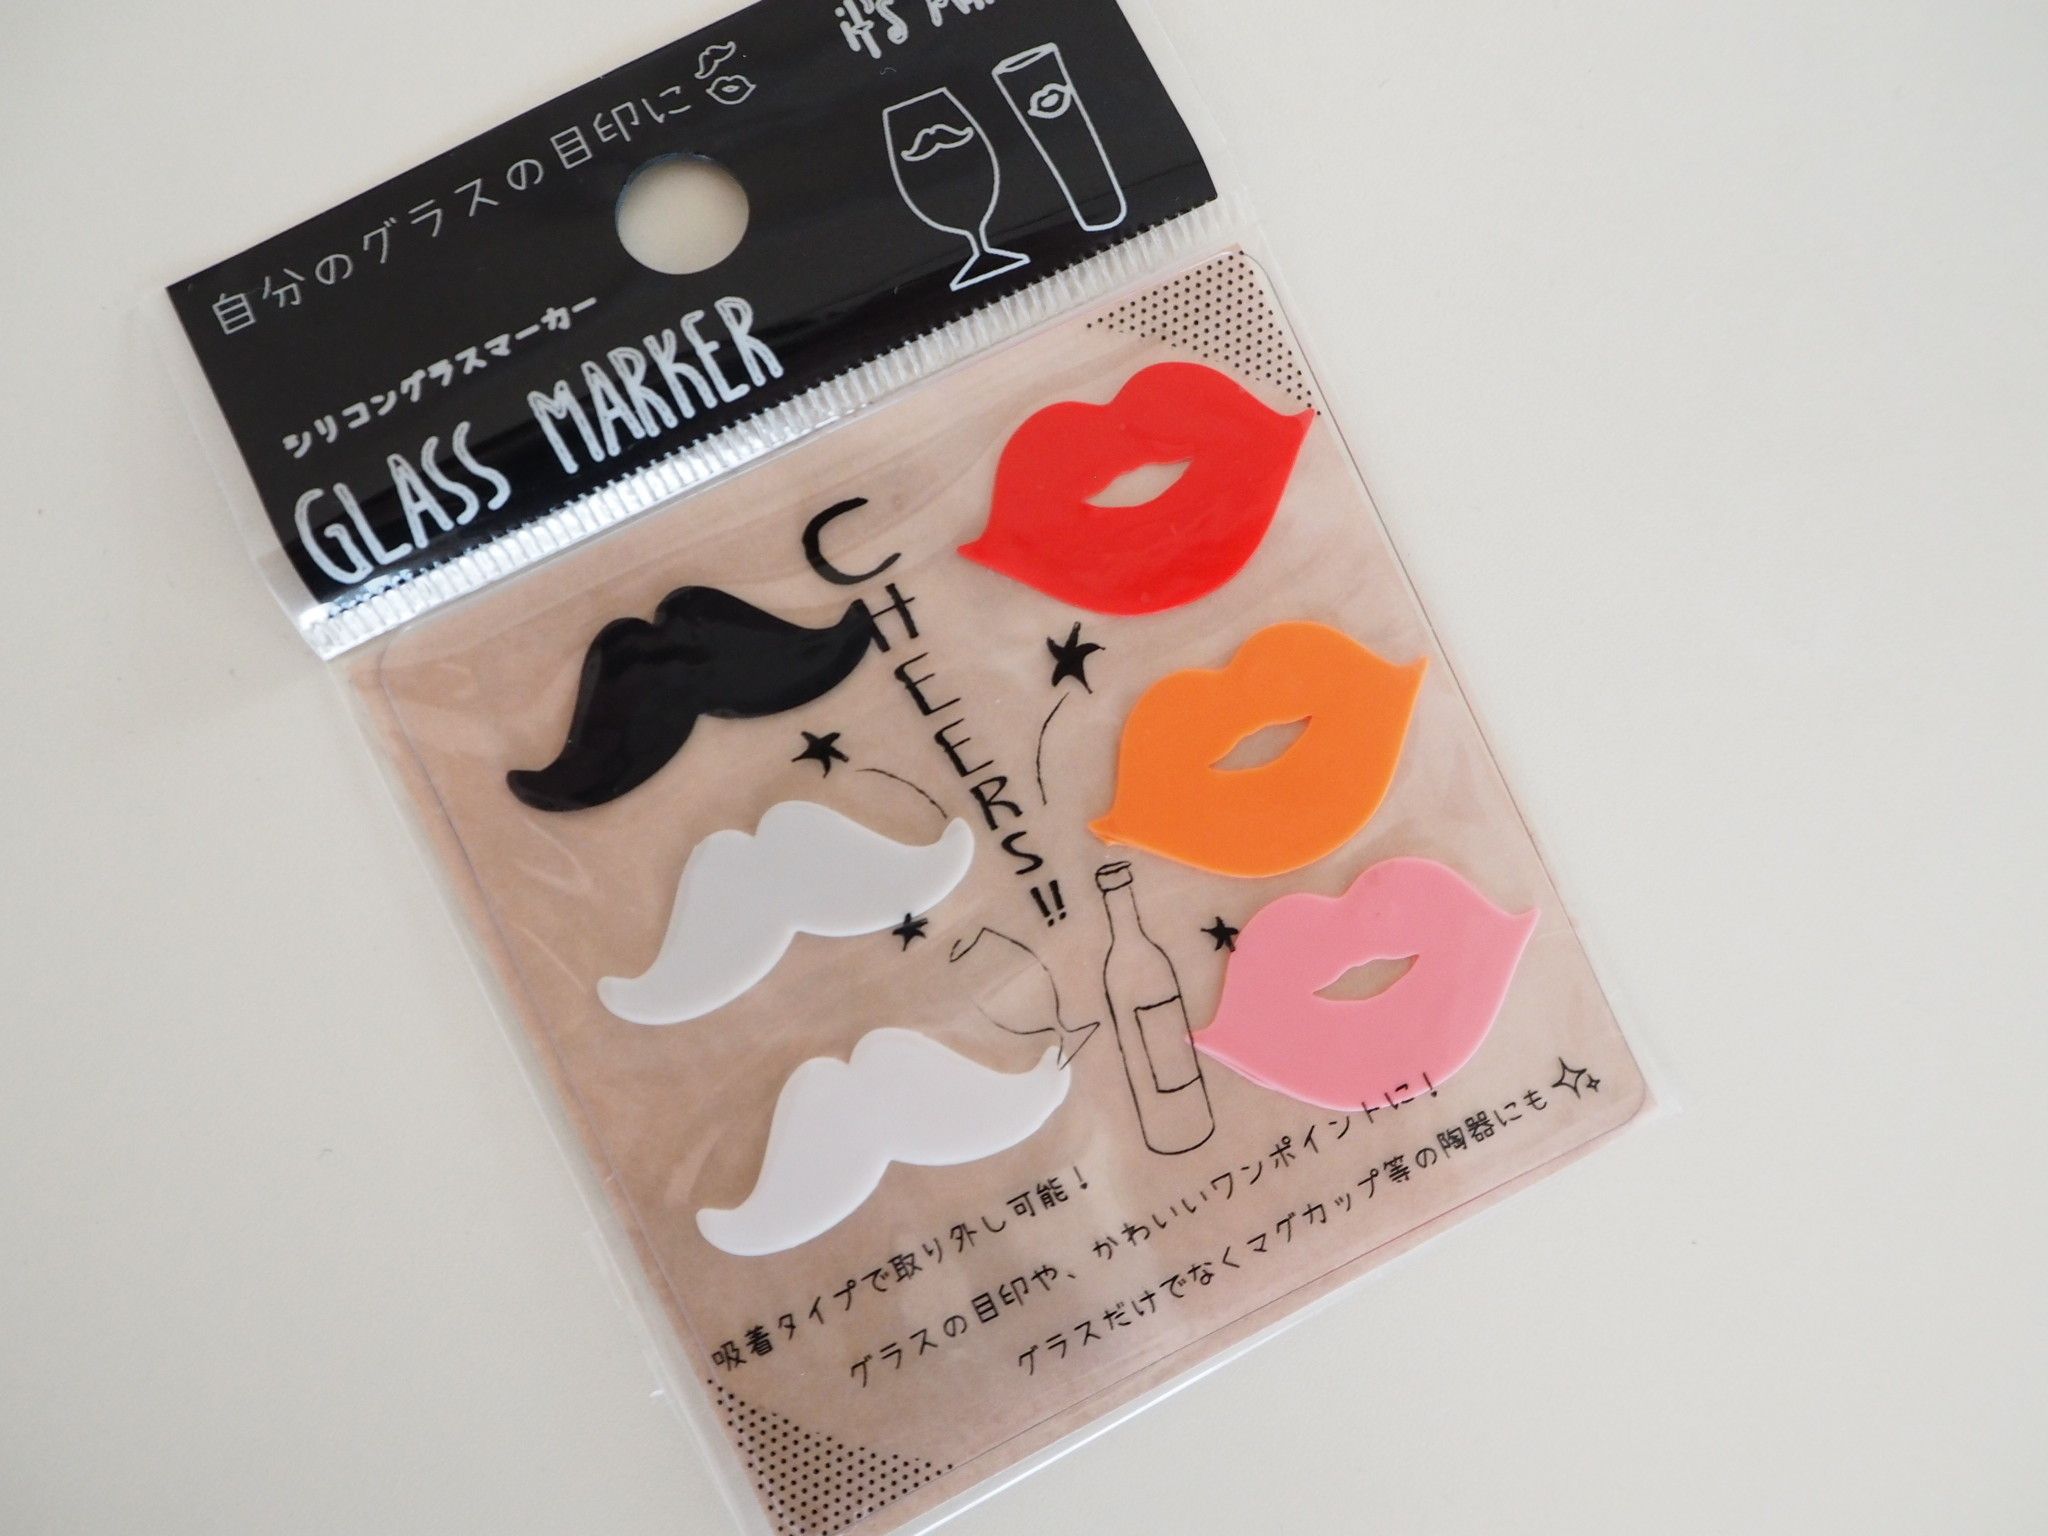 it's
自分のグラスの目印に
シリコングラスマーカー
GLASS MARKER
CHEERS!!
吸着タイプで取り外し可能！
グラスの目印や、かわいいワンポイントに！
グラスだけでなくマグカップ等の陶器にも